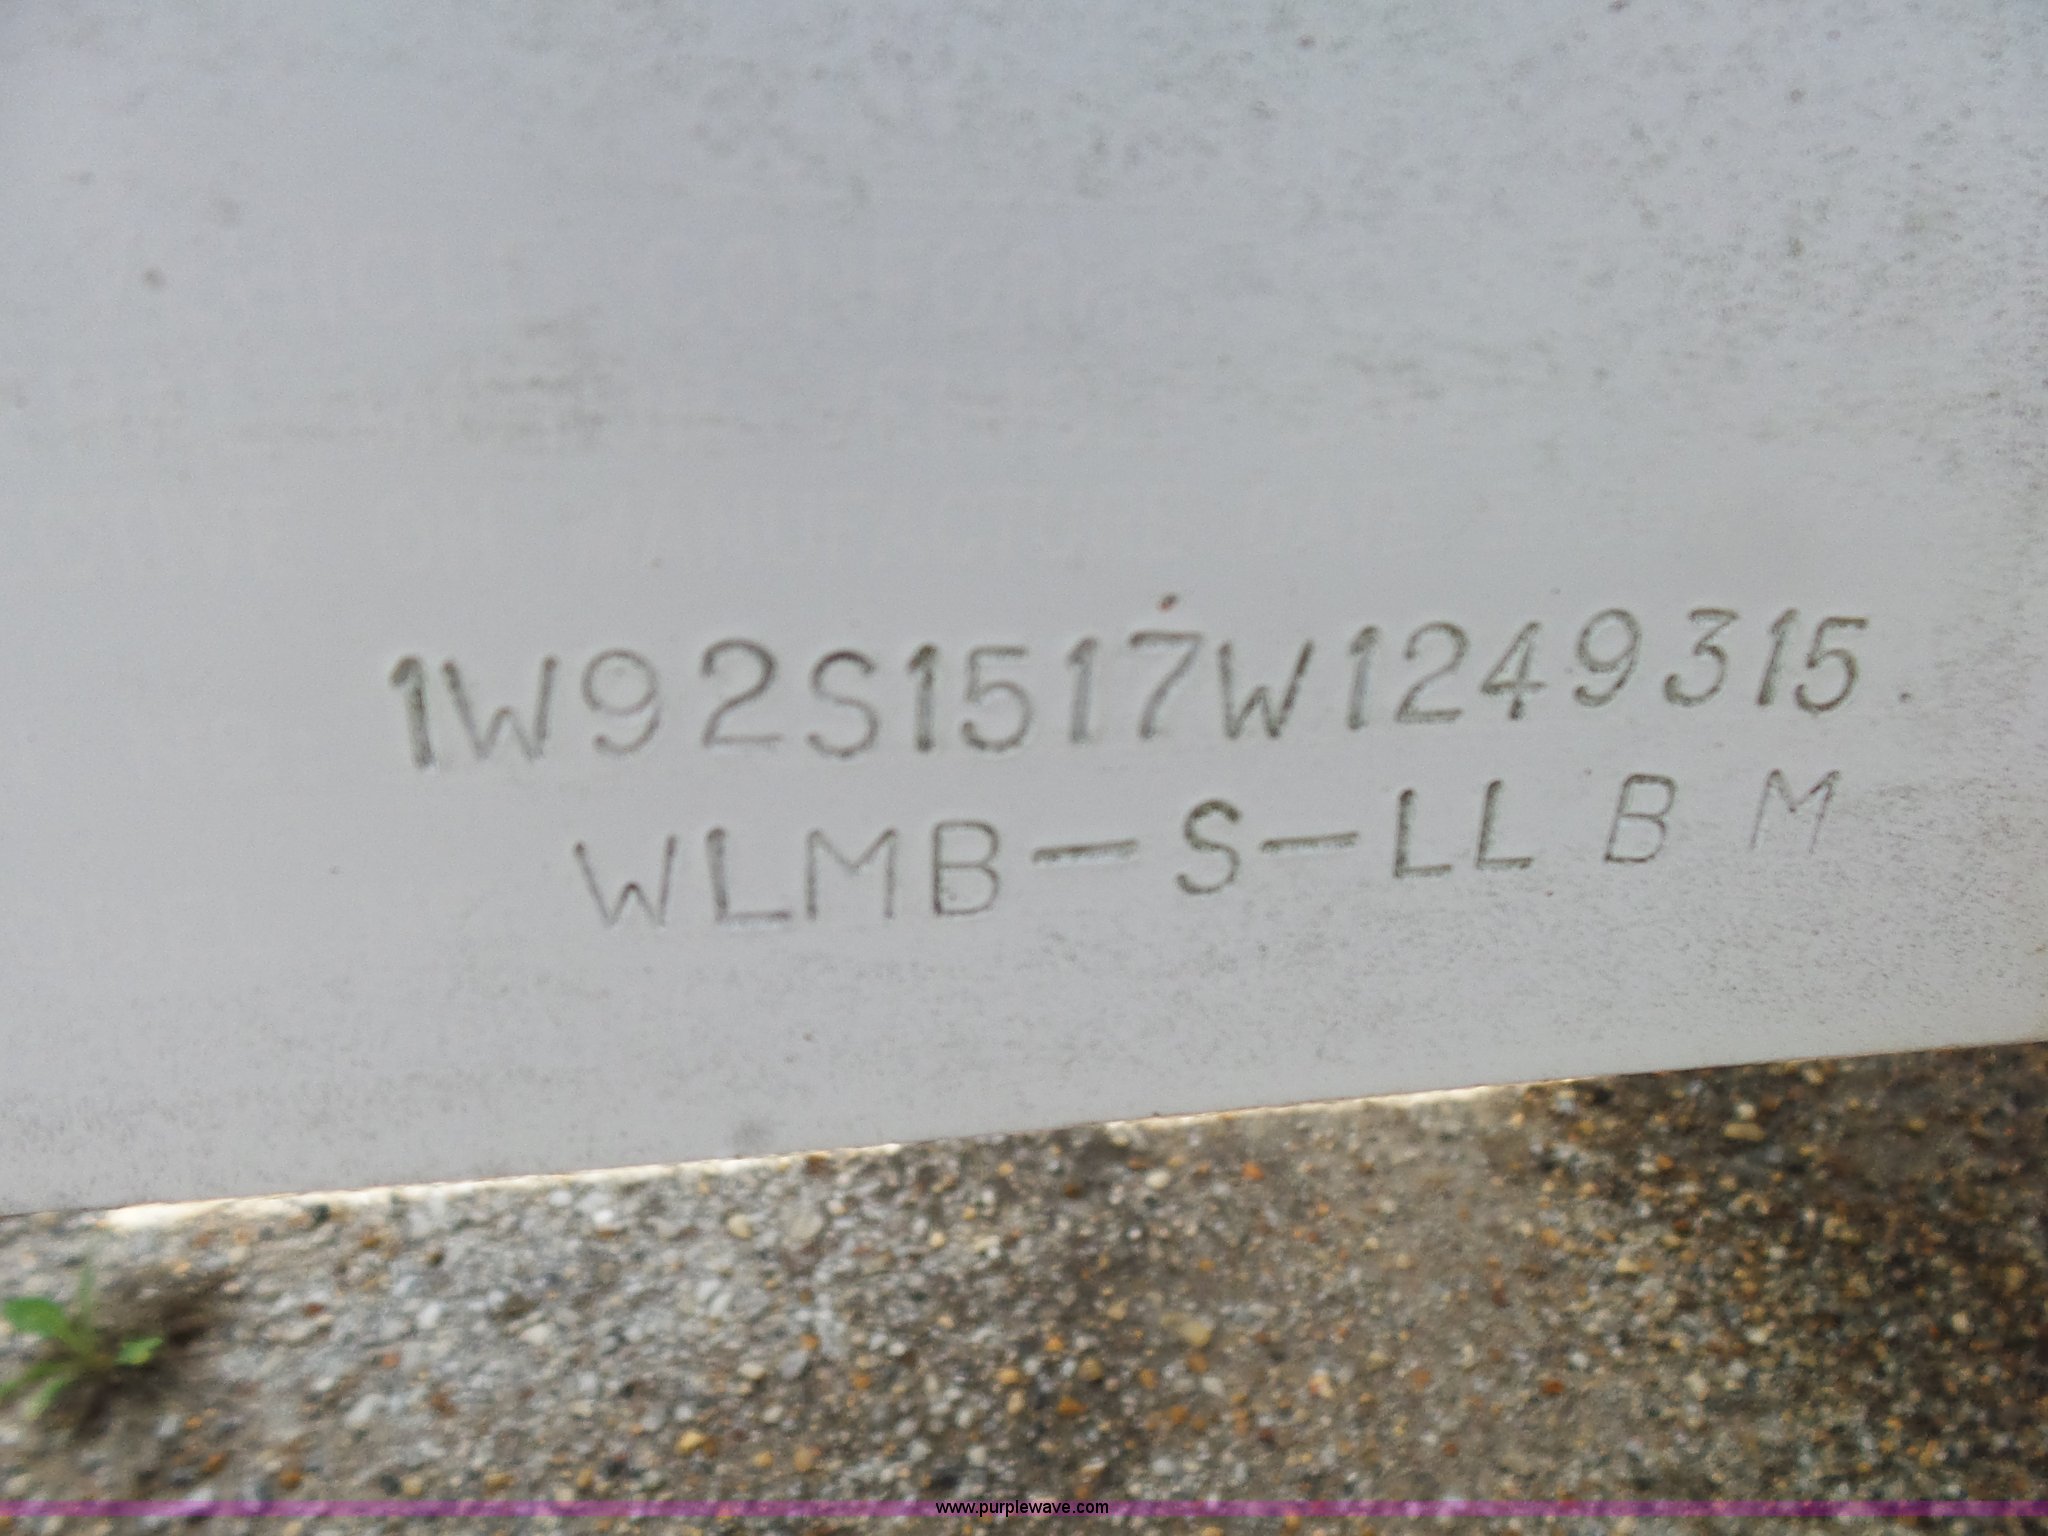 1W92S1517W1249315
WLMB-S-LL B M
www.purplewave.com